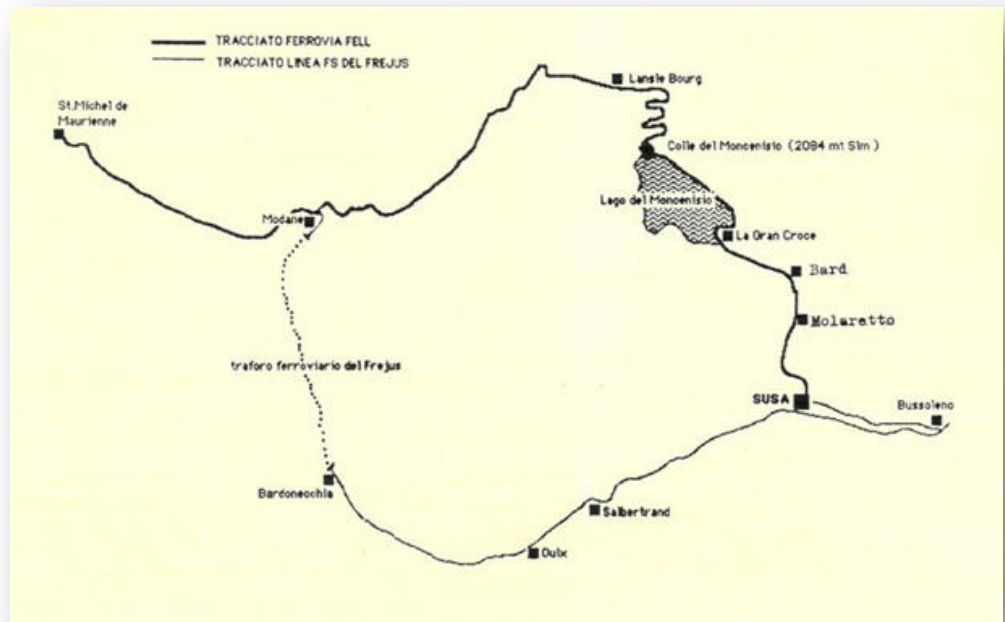 TRACCIATO FERROVIA FELL
TRACCIATO LINEA FS DEL FREJUS
St.Michel de
Maurienne
Lansle Bourg
Colle del Moncenisio (2084 mt Slm)
Lago del Moncenisio
La Gran Croce
Modane
Bard
Molaretto
traforo ferroviario del Frejus
SUSA
Bussoleno
Bardonecchia
Salbertrand
Oulx